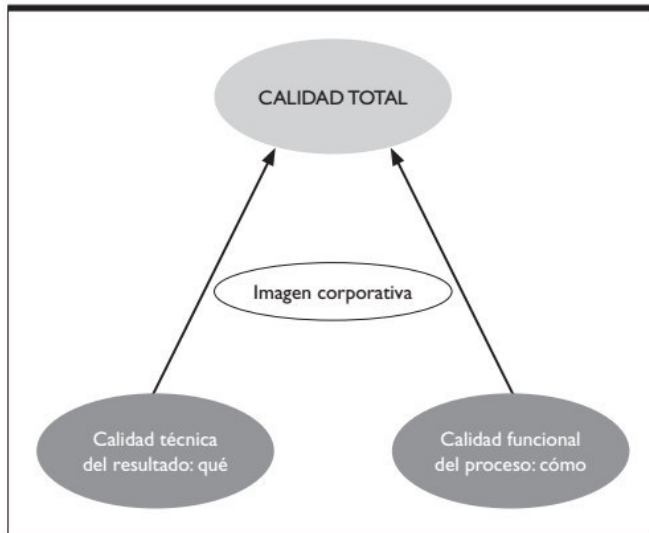 CALIDAD TOTAL
Imagen corporativa
Calidad técnica
del resultado: qué
Calidad funcional
del proceso: cómo